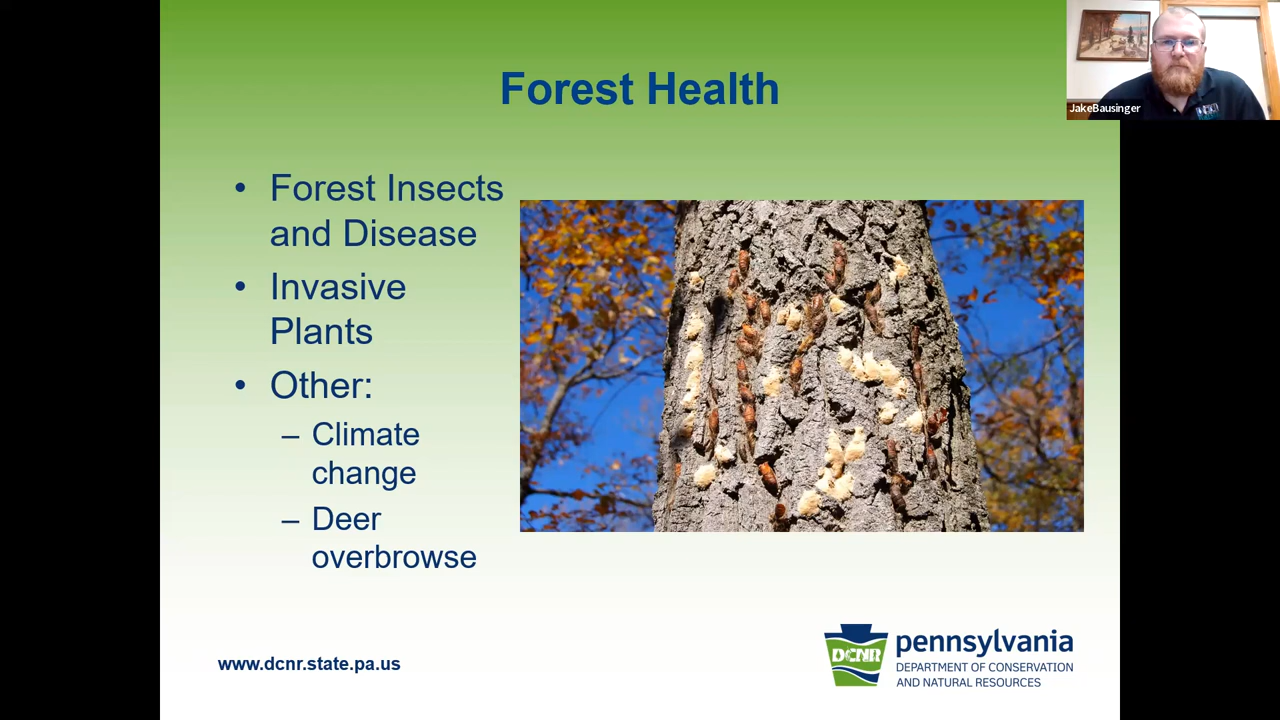 Forest Health
JakeBausinger
• Forest Insects
and Disease
• Invasive
Plants
• Other:
– Climate
change
– Deer
overbrowse
www.dcnr.state.pa.us
DCNR
pennsylvania
DEPARTMENT OF CONSERVATION
AND NATURAL RESOURCES